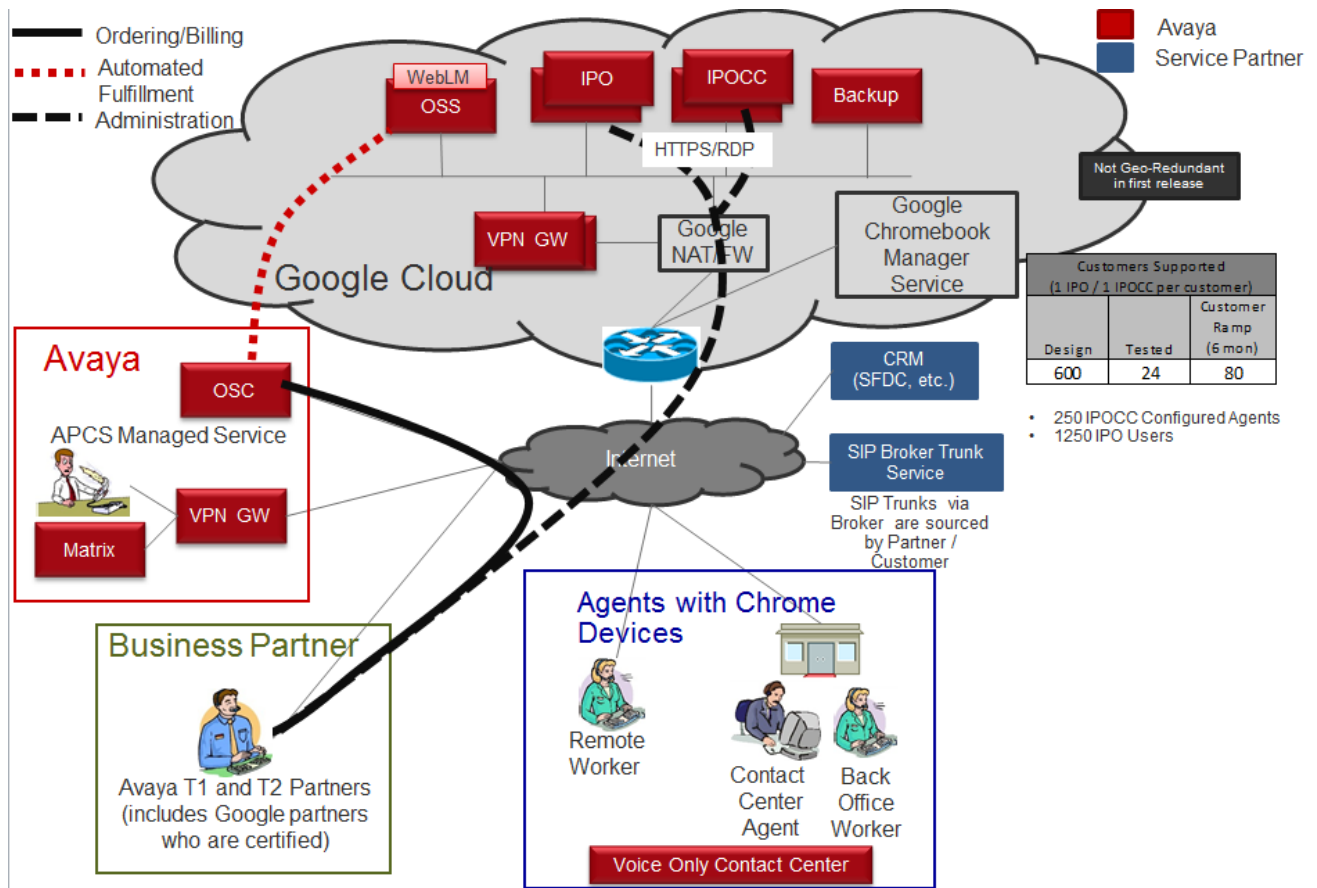 Ordering/Billing
Automated
Fulfillment
Administration
Avaya
Service Partner
WebLM
OSS
IPO
IPOCC
Backup
HTTPS/RDP
Not Geo-Redundant
in first release
VPN GW
Google
NAT/FW
Google
Chromebook
Manager
Service
Google Cloud
Customers Supported
(1 IPO / 1 IPOCC per customer)
Design
Tested
Customer
Ramp
(6 mon)
600
24
80
• 250 IPOCC Configured Agents
• 1250 IPO Users
Avaya
OSC
APCS Managed Service
VPN GW
Matrix
CRM
(SFDC, etc.)
Internet
SIP Broker Trunk
Service
SIP Trunks via
Broker are sourced
by Partner /
Customer
Business Partner
Avaya T1 and T2 Partners
(includes Google partners
who are certified)
Agents with Chrome
Devices
Remote
Worker
Contact
Center
Agent
Back
Office
Worker
Voice Only Contact Center